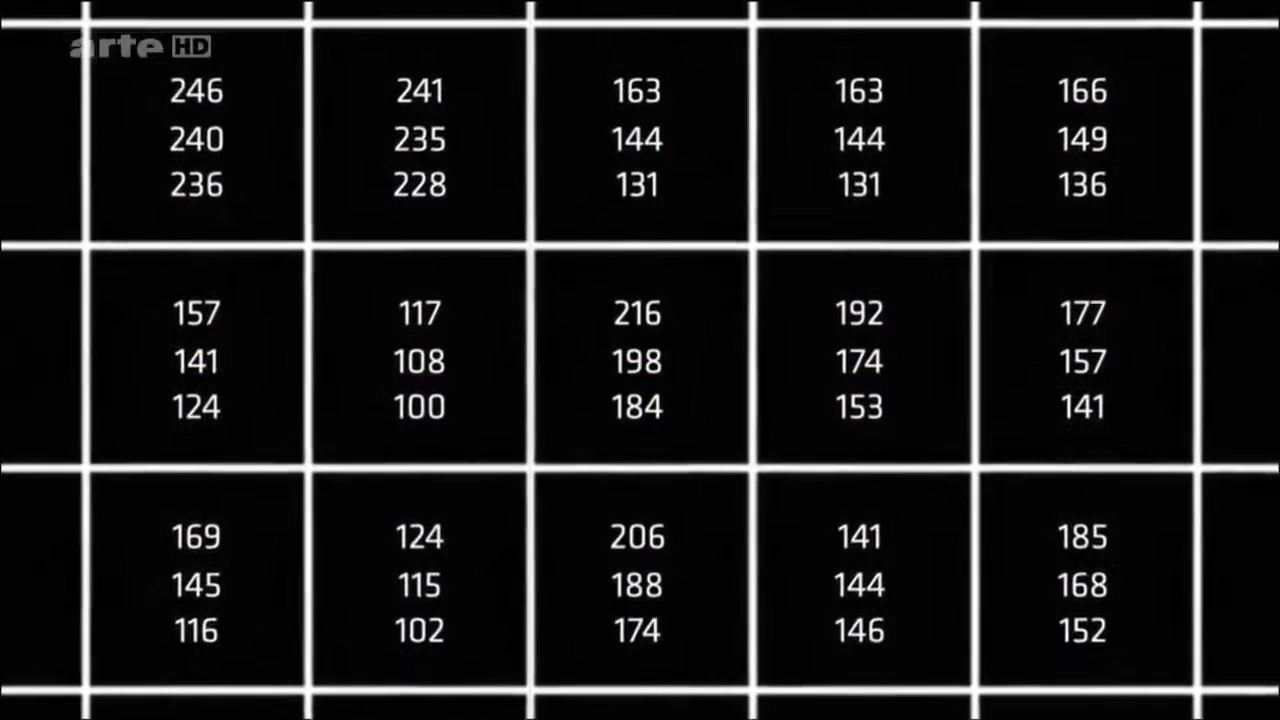 arte HD
246 241 163 163 166
240 235 144 144 149
236 228 131 131 136
157 117 216 192 177
141 108 198 174 157
124 100 184 153 141
169 124 206 141 185
145 115 188 144 168
116 102 174 146 152